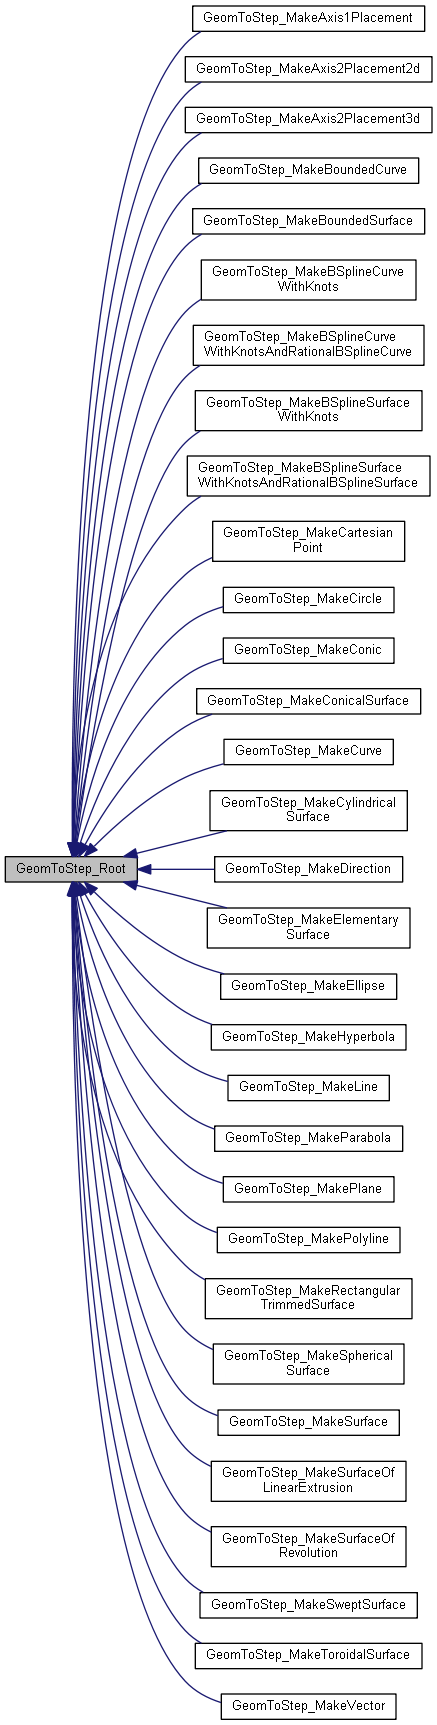 GeomToStep_MakeAxis1Placement
GeomToStep_MakeAxis2Placement2d
GeomToStep_MakeAxis2Placement3d
GeomToStep_MakeBoundedCurve
GeomToStep_MakeBoundedSurface
GeomToStep_MakeBSplineCurve
WithKnots
GeomToStep_MakeBSplineCurve
WithKnotsAndRationalBSplineCurve
GeomToStep_MakeBSplineSurface
WithKnots
GeomToStep_MakeBSplineSurface
WithKnotsAndRationalBSplineSurface
GeomToStep_MakeCartesian
Point
GeomToStep_MakeCircle
GeomToStep_MakeConic
GeomToStep_MakeConicalSurface
GeomToStep_MakeCurve
GeomToStep_MakeCylindrical
Surface
GeomToStep_Root
GeomToStep_MakeDirection
GeomToStep_MakeElementary
Surface
GeomToStep_MakeEllipse
GeomToStep_MakeHyperbola
GeomToStep_MakeLine
GeomToStep_MakeParabola
GeomToStep_MakePlane
GeomToStep_MakePolyline
GeomToStep_MakeRectangular
TrimmedSurface
GeomToStep_MakeSpherical
Surface
GeomToStep_MakeSurface
GeomToStep_MakeSurfaceOf
LinearExtrusion
GeomToStep_MakeSurfaceOf
Revolution
GeomToStep_MakeSweptSurface
GeomToStep_MakeToroidalSurface
GeomToStep_MakeVector